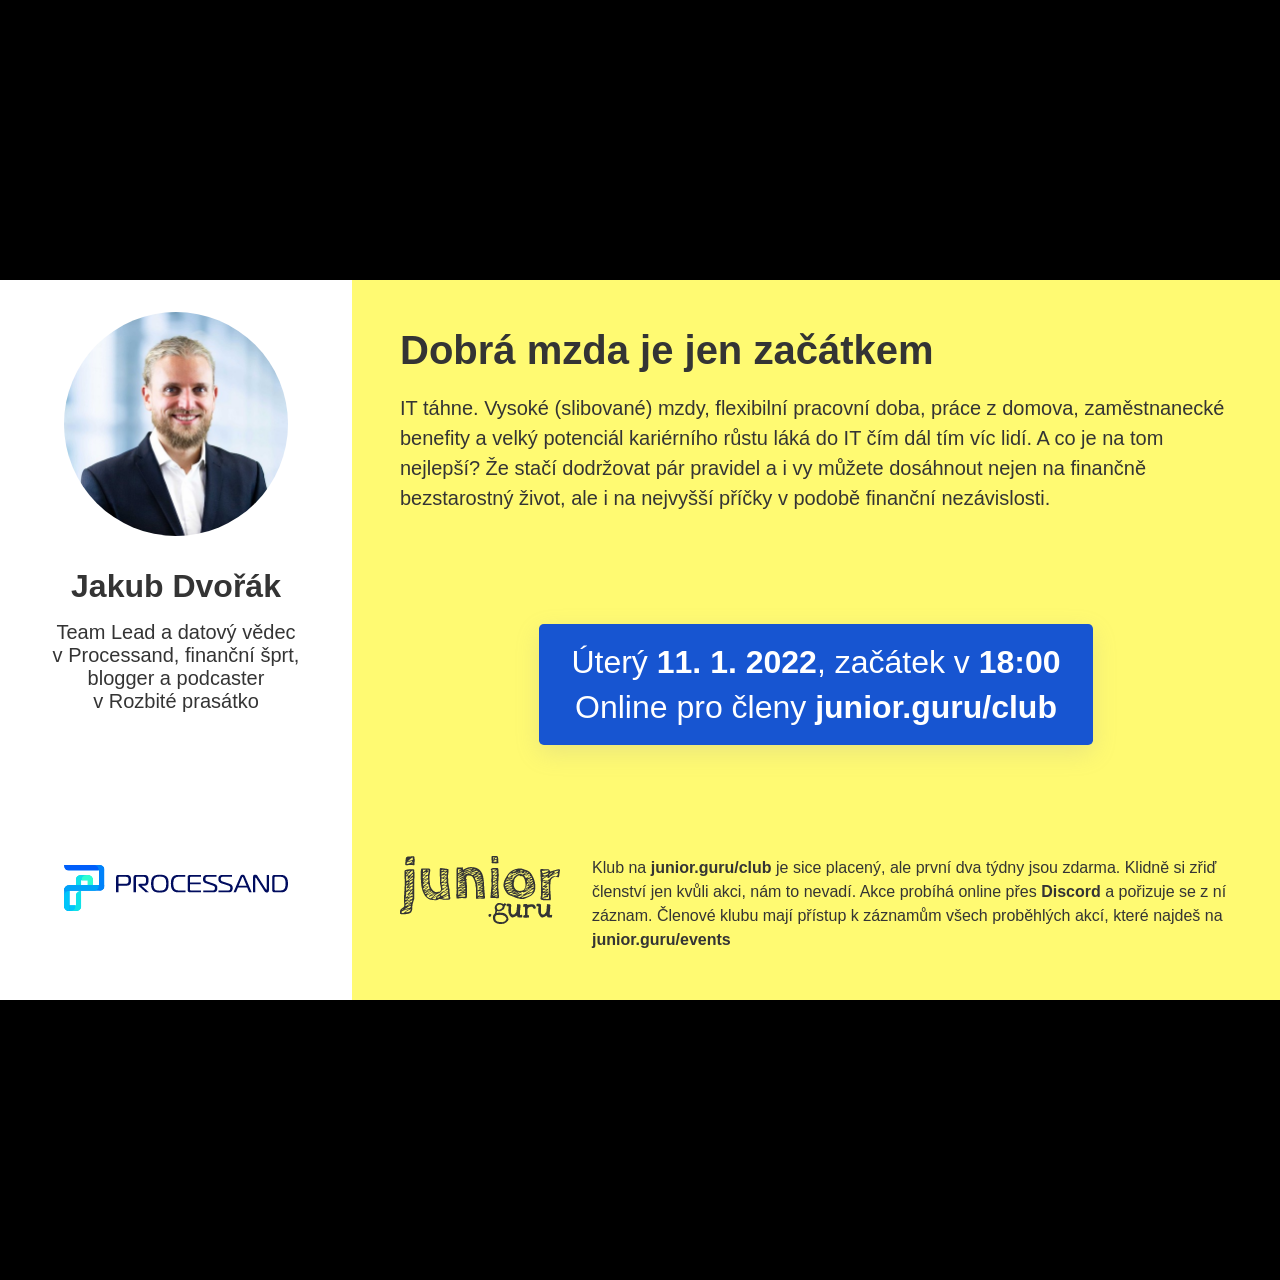 Jakub Dvořák
Team Lead a datový vědec
v Processand, finanční šprt,
blogger a podcaster
v Rozbité prasátko
PROCESSAND
Dobrá mzda je jen začátkem
IT táhne. Vysoké (slibované) mzdy, flexibilní pracovní doba, práce z domova, zaměstnanecké
benefity a velký potenciál kariérního růstu láká do IT čím dál tím víc lidí. A co je na tom
nejlepší? Že stačí dodržovat pár pravidel a i vy můžete dosáhnout nejen na finančně
bezstarostný život, ale i na nejvyšší příčky v podobě finanční nezávislosti.
Úterý 11. 1. 2022, začátek v 18:00
Online pro členy junior.guru/club
junior
.guru
Klub na junior.guru/club je sice placený, ale první dva týdny jsou zdarma. Klidně si zřiď
členství jen kvůli akci, nám to nevadí. Akce probíhá online přes Discord a pořizuje se z ní
záznam. Členové klubu mají přístup k záznamům všech proběhlých akcí, které najdeš na
junior.guru/events